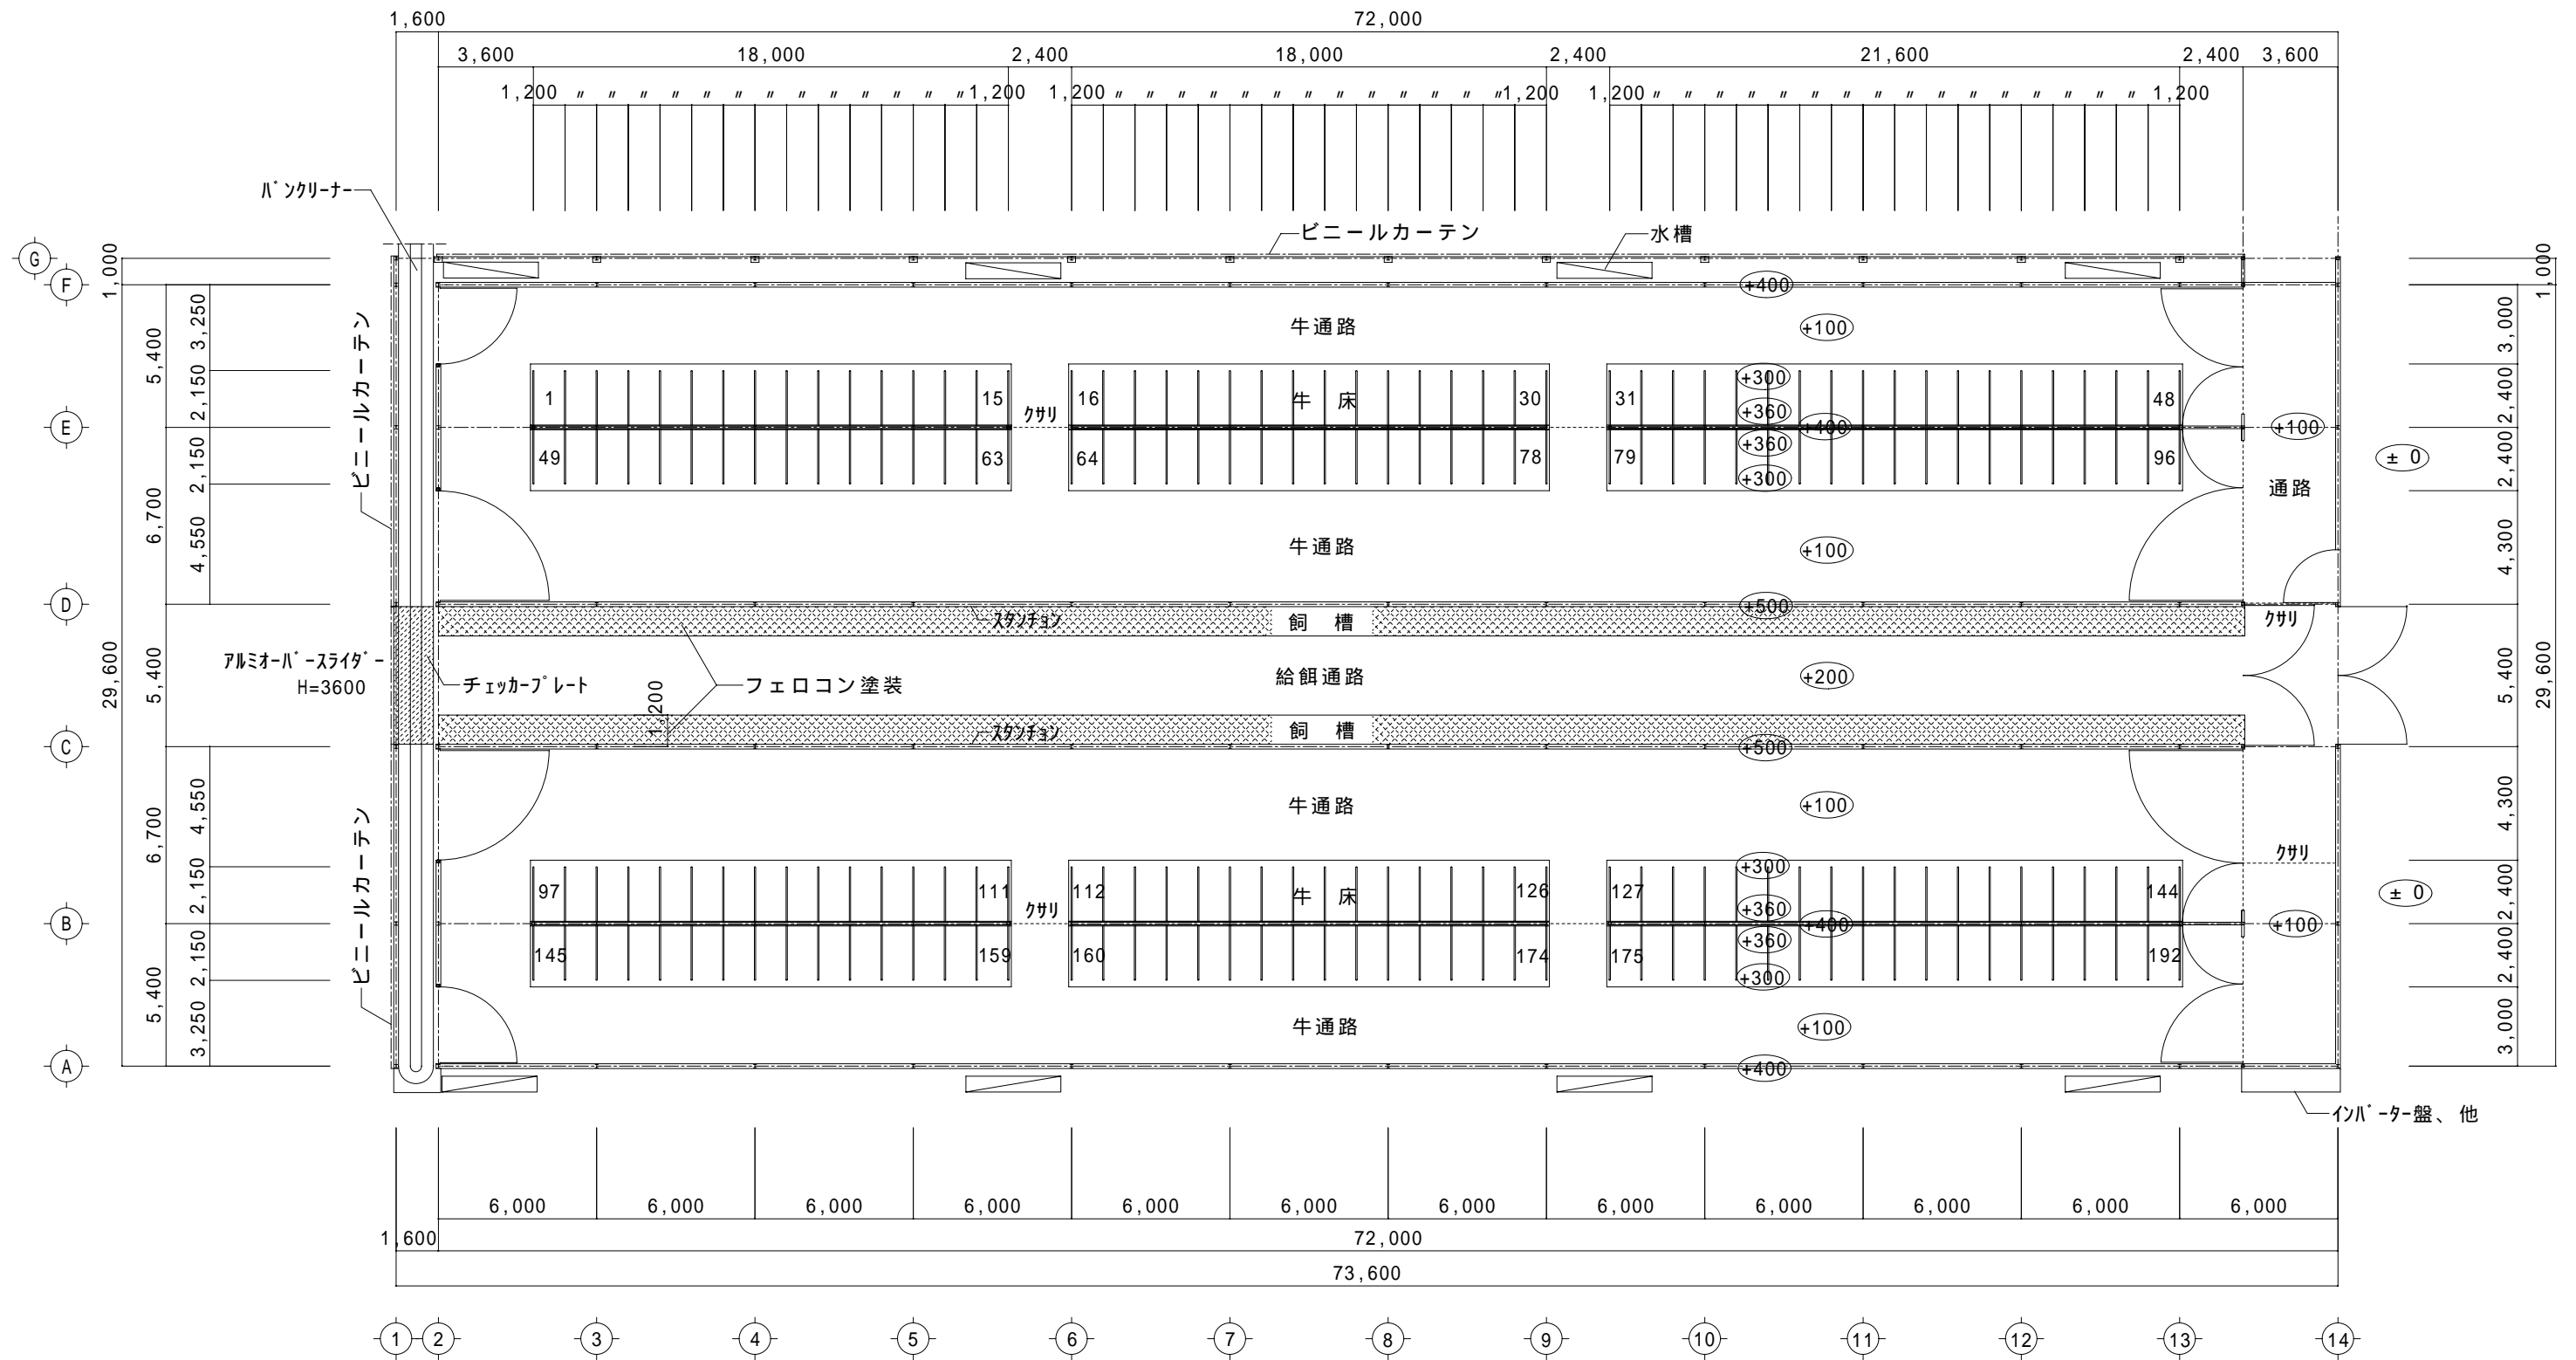 1,600 72,000
3,600 18,000 2,400 18,000 2,400 21,600 2,400 3,600
1,200 〃 〃 〃 〃 〃 〃 〃 〃 〃 〃 〃 〃 〃 1,200 1,200 〃 〃 〃 〃 〃 〃 〃 〃 〃 〃 〃 〃 〃 1,200 1,200 〃 〃 〃 〃 〃 〃 〃 〃 〃 〃 〃 〃 〃 〃 〃 〃 1,200
バンクリーナー
ビニールカーテン 水槽
G
F
E
D
C
B
A
1,000
29,600
5,400
6,700
5,400
6,700
5,400
3,250
2,150
2,150
4,550
4,550
2,150
2,150
3,250
ビニールカーテン
ビニールカーテン
+400
牛通路 +100
1 15 16 牛 床 30 31 48
+300
+360
クサリ +400 +100
+360
49 63 64 78 79 96
+300
± 0
通路
牛通路 +100
スタンチョン +500
飼 槽 クサリ
アルミオーバースライダー
H=3600
チェッカープレート フェロコン塗装
1,200
給餌通路 +200
スタンチョン 飼 槽
+500
牛通路 +100
クサリ
+300
97 111 112 牛 床 126 127 144
± 0
クサリ +360
+400 +100
+360
145 159 160 174 175 192
+300
牛通路 +100
+400
インバーター盤、他
1,000
3,000
2,400
2,400
4,300
5,400
4,300
2,400
2,400
3,000
29,600
6,000 6,000 6,000 6,000 6,000 6,000 6,000 6,000 6,000 6,000 6,000 6,000
1,600 72,000
73,600
1 2 3 4 5 6 7 8 9 10 11 12 13 14